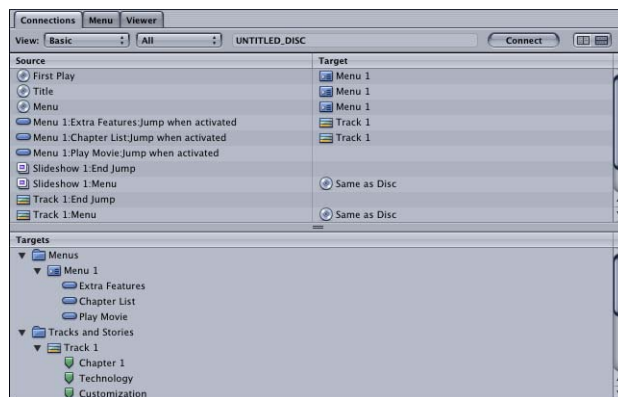 Connections Menu Viewer
View: Basic All UNTITLED_DISC Connect
Source Target
First Play Menu 1
Title Menu 1
Menu Menu 1
Menu 1:Extra Features:Jump when activated Track 1
Menu 1:Chapter List:Jump when activated Track 1
Menu 1:Play Movie:Jump when activated
Slideshow 1:End Jump
Slideshow 1:Menu Same as Disc
Track 1:End Jump
Track 1:Menu Same as Disc
Targets
Menus
Menu 1
Extra Features
Chapter List
Play Movie
Tracks and Stories
Track 1
Chapter 1
Technology
Customization